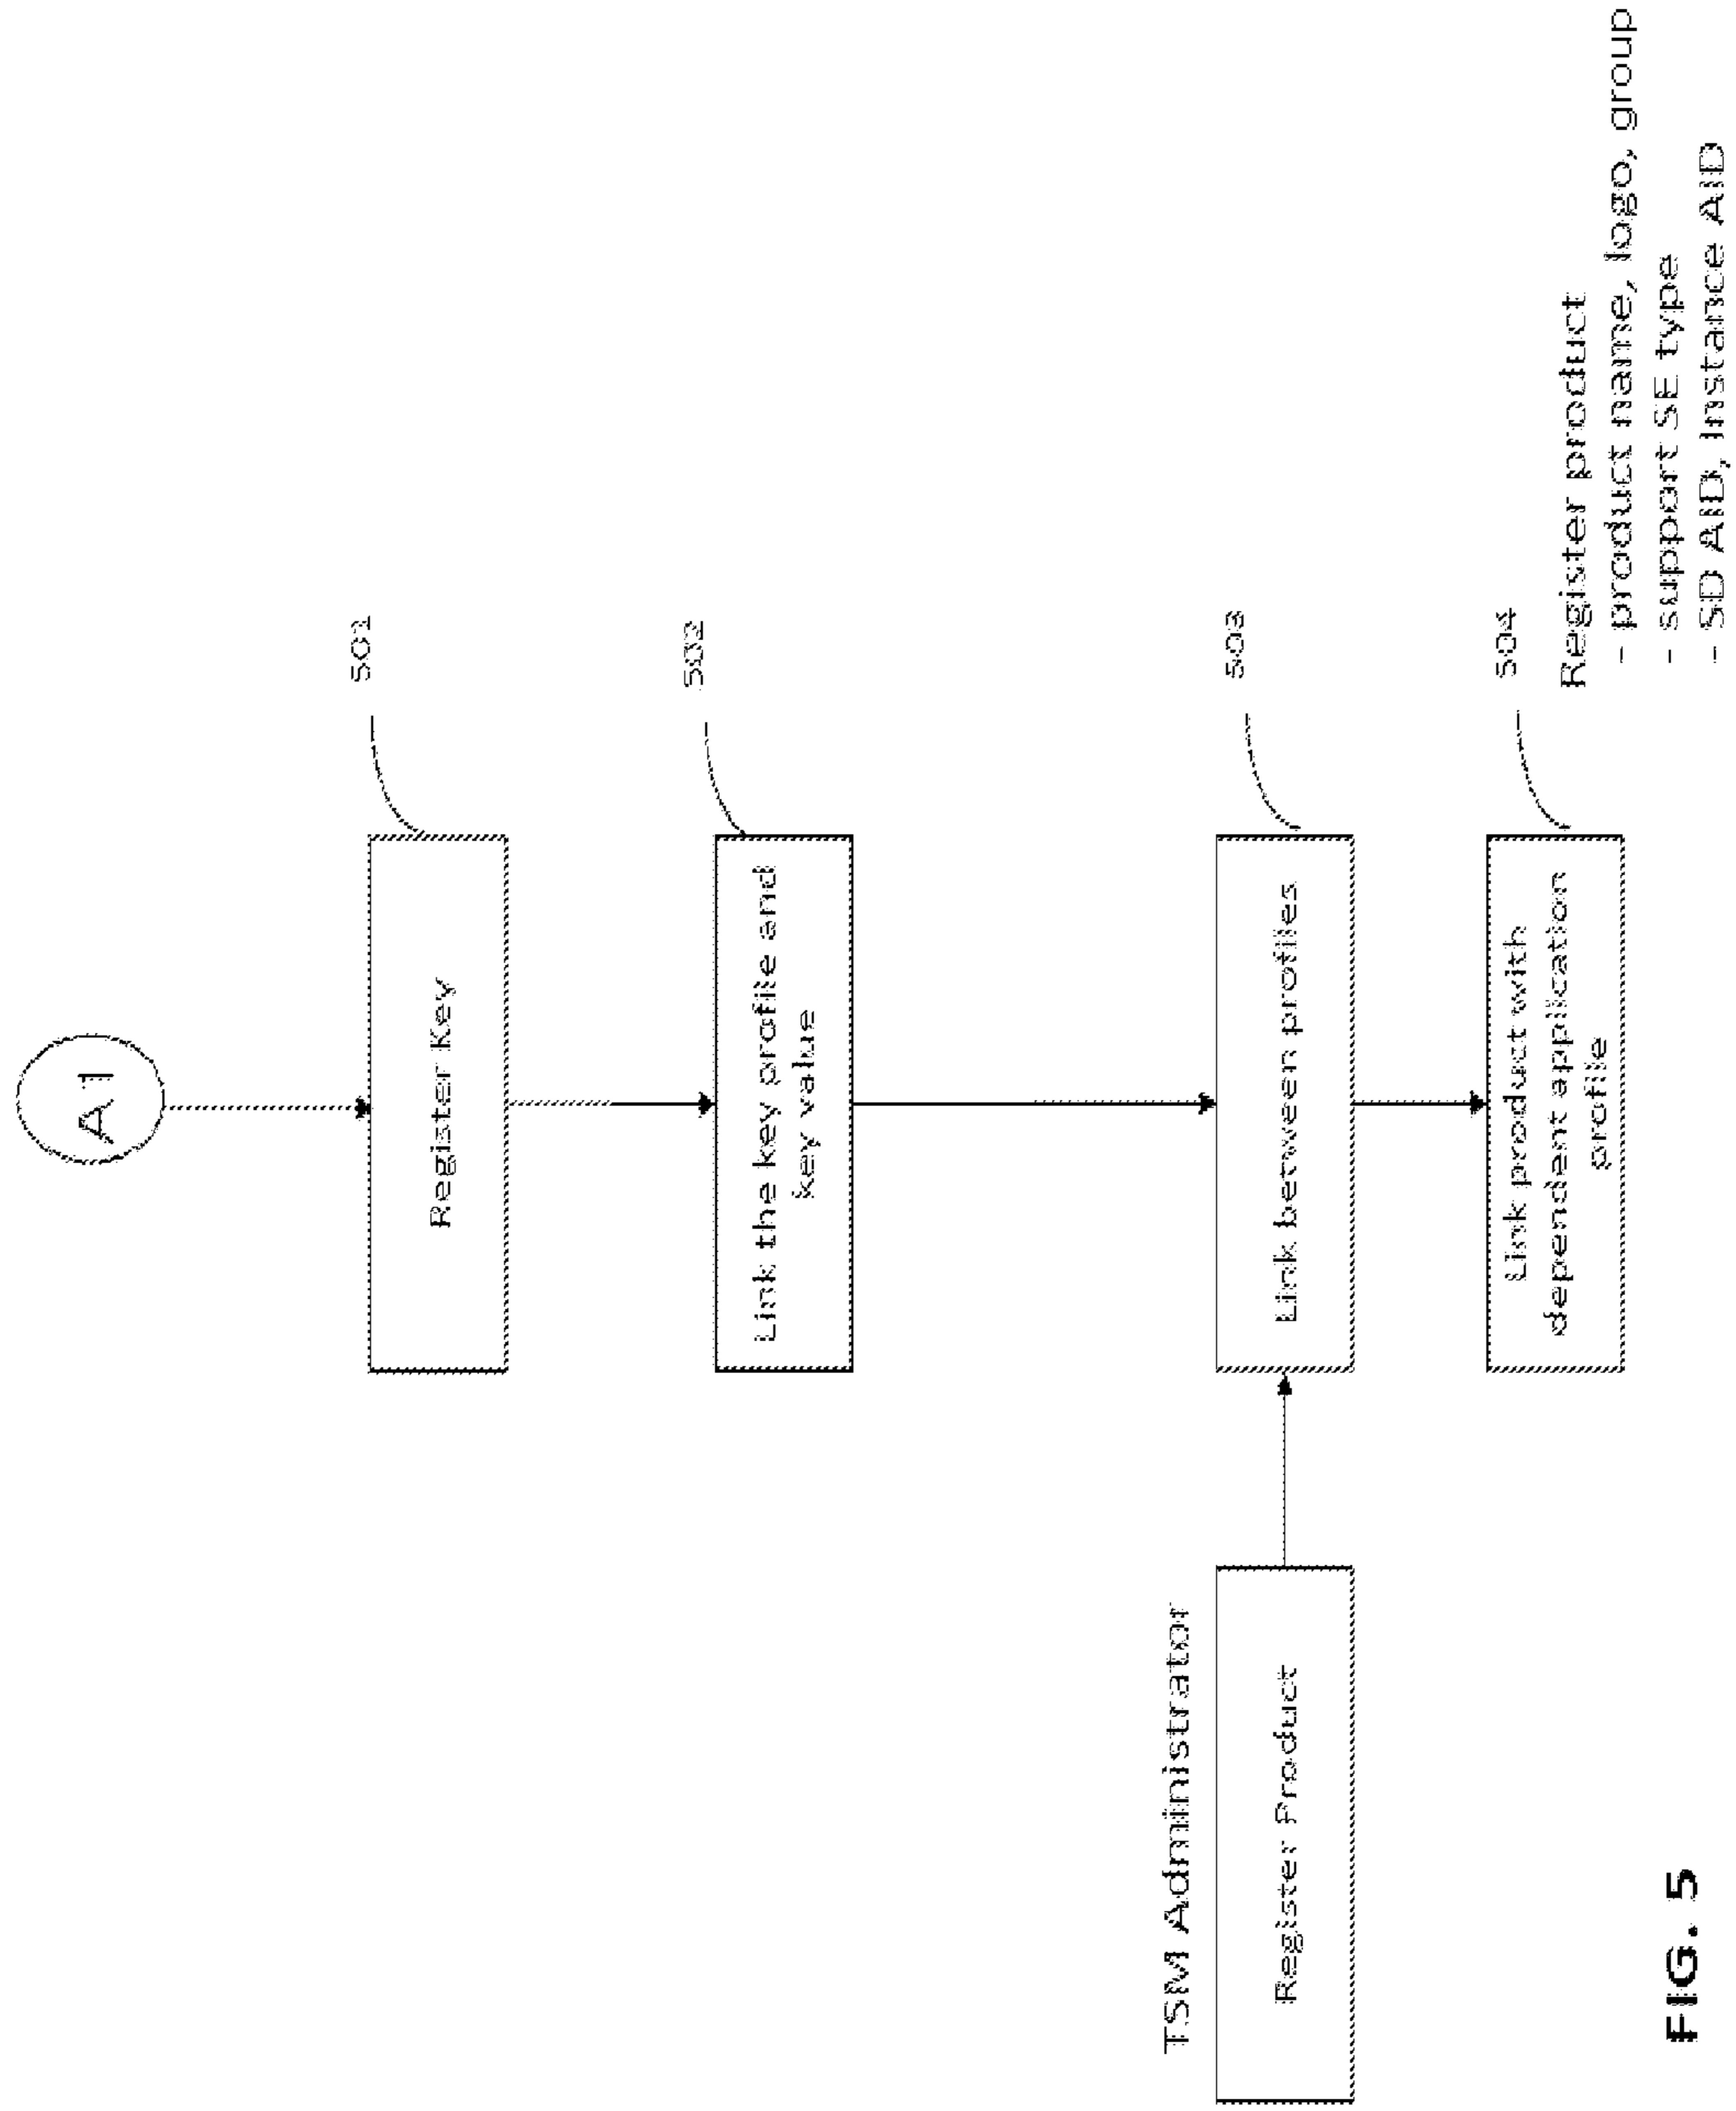 A1
501
Register Key
502
Link the key profile and
key value
TSM Administrator
Register Product
503
Link between profiles
504
Link product with
dependent application
profile
Register product
- product name, logo, group
- support SE type
- SD AID, Instance AID
FIG. 5